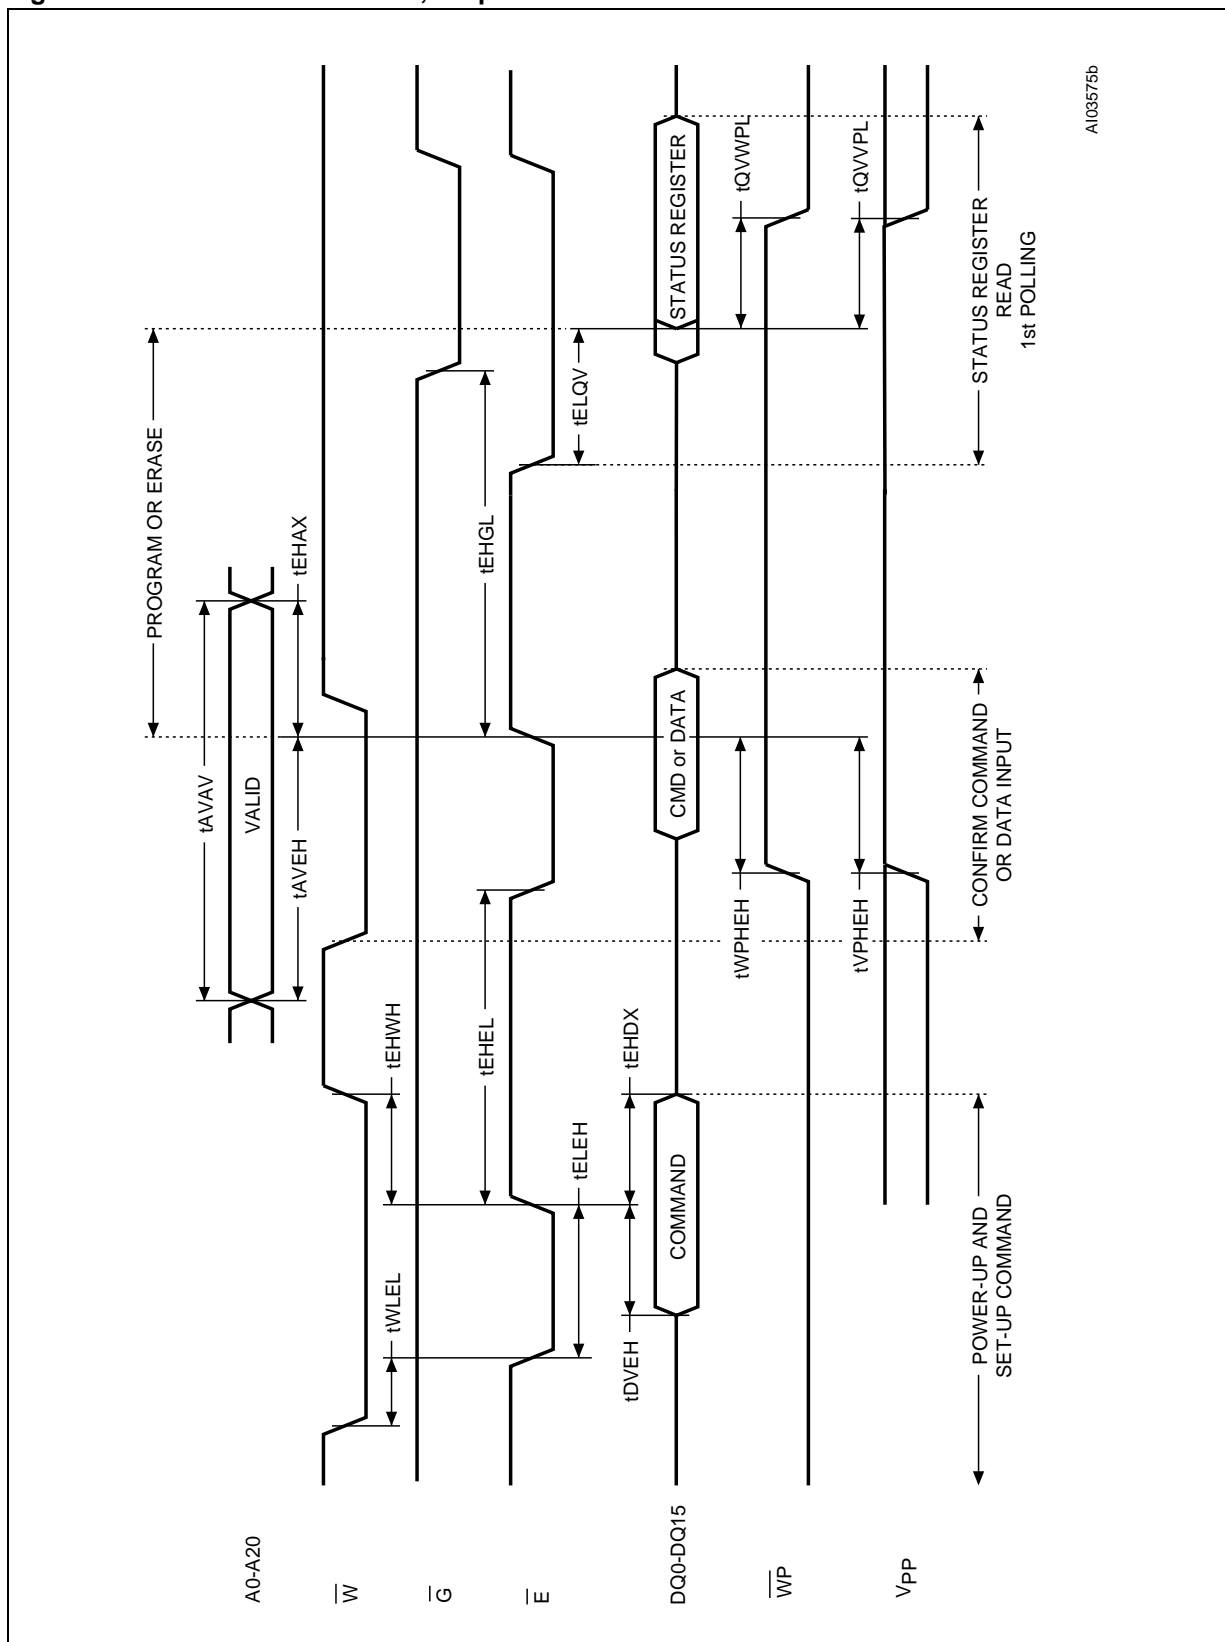 A0-A20
VALID
tAVAV
tAVEH
tEHAX
PROGRAM OR ERASE
W
tWLEL
tEHWH
G
tEHEL
tEHGL
E
tELEH
tELQV
tDVEH
tEHDX
DQ0-DQ15
COMMAND
CMD or DATA
STATUS REGISTER
WP
tWPHEH
tQVWPL
VPP
tVPHEH
tQVVPL
POWER-UP AND
SET-UP COMMAND
CONFIRM COMMAND
OR DATA INPUT
STATUS REGISTER
READ
1st POLLING
AI03575b